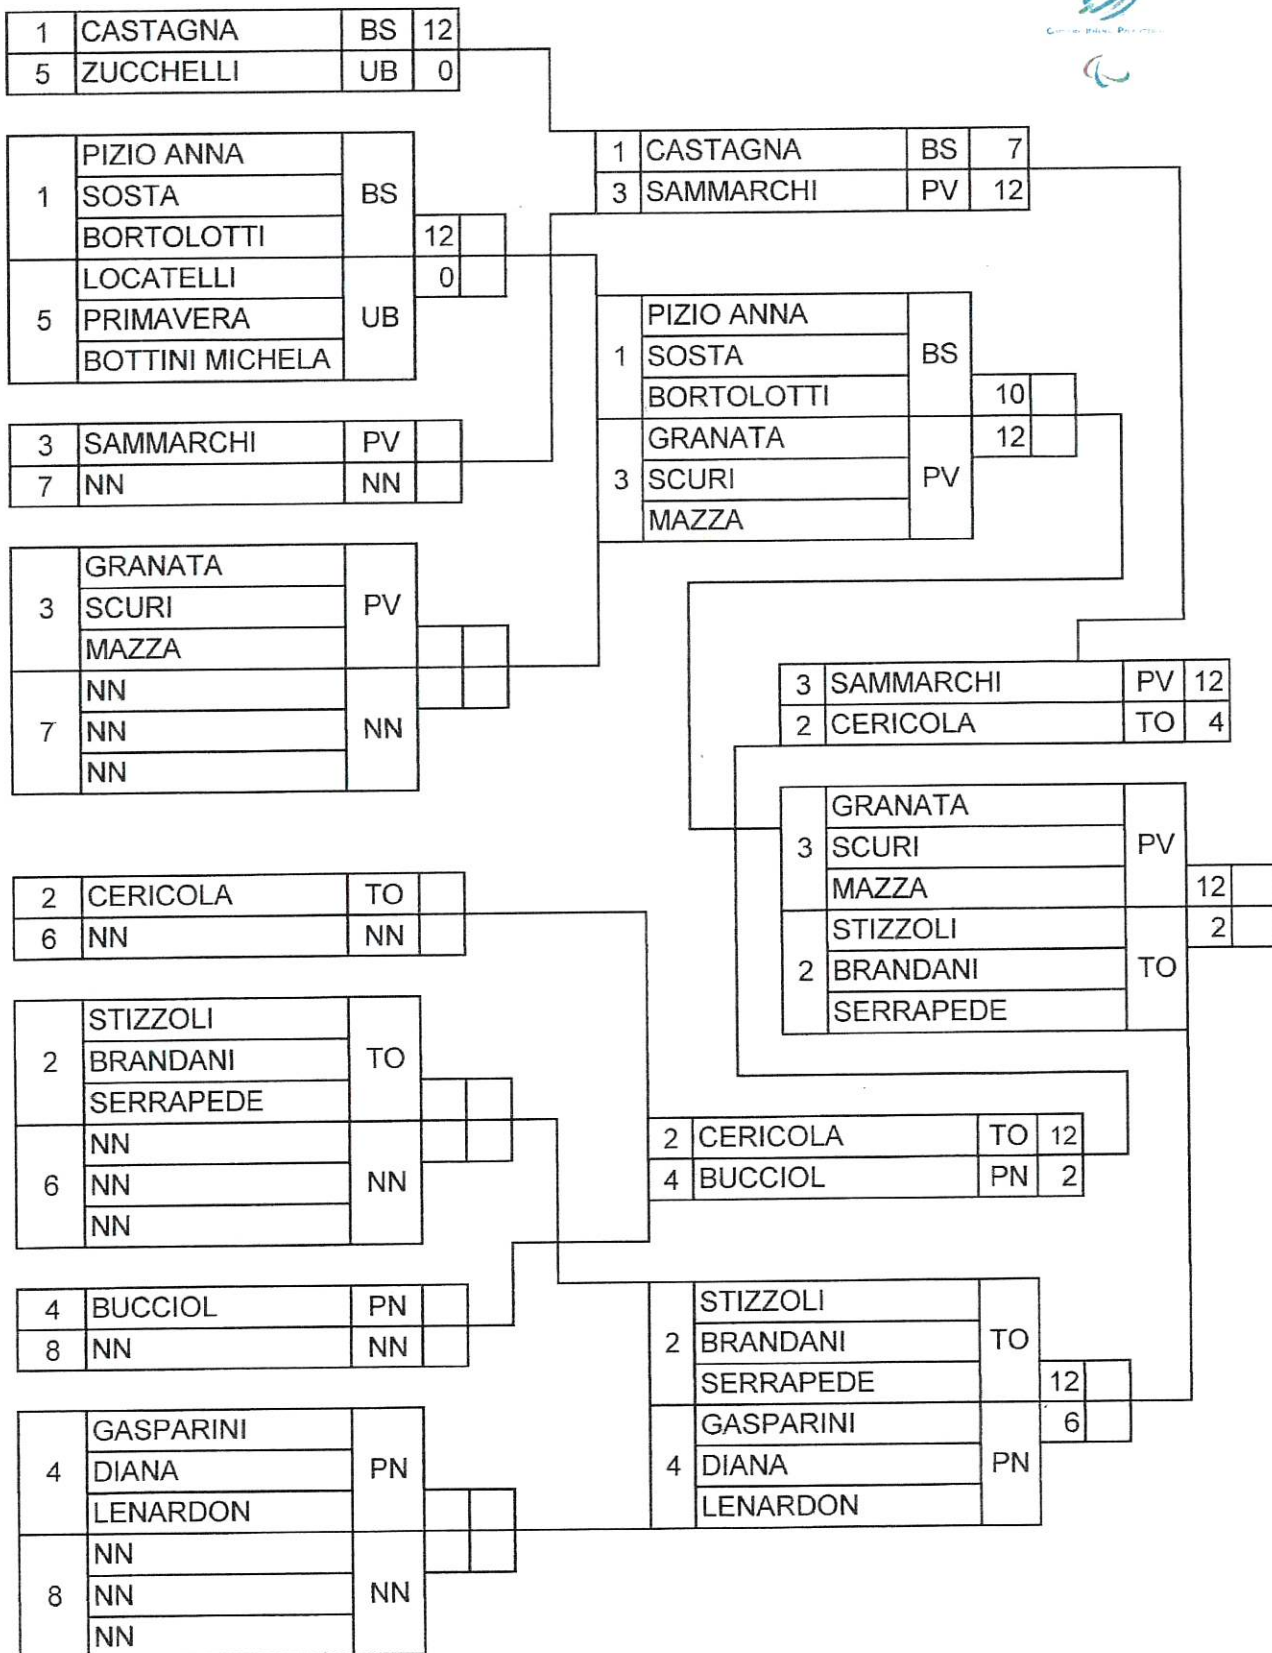 1 CASTAGNA BS 12
5 ZUCCHELLI UB 0
PIZIO ANNA
1 SOSTA BS
BORTOLOTTI 12
LOCATELLI 0
5 PRIMAVERA UB
BOTTINI MICHELA
3 SAMMARCHI PV
7 NN NN
GRANATA
3 SCURI PV
MAZZA
NN
7 NN NN
NN
2 CERICOLA TO
6 NN NN
STIZZOLI
2 BRANDANI TO
SERRAPEDE
NN
6 NN NN
NN
4 BUCCIOL PN
8 NN NN
GASPARINI
4 DIANA PN
LENARDON
NN
8 NN NN
NN
1 CASTAGNA BS 7
3 SAMMARCHI PV 12
PIZIO ANNA
1 SOSTA BS
BORTOLOTTI 10
GRANATA 12
3 SCURI PV
MAZZA
2 CERICOLA TO 12
4 BUCCIOL PN 2
STIZZOLI
2 BRANDANI TO
SERRAPEDE 12
GASPARINI 6
4 DIANA PN
LENARDON
3 SAMMARCHI PV 12
2 CERICOLA TO 4
GRANATA
3 SCURI PV
MAZZA 12
STIZZOLI 2
2 BRANDANI TO
SERRAPEDE